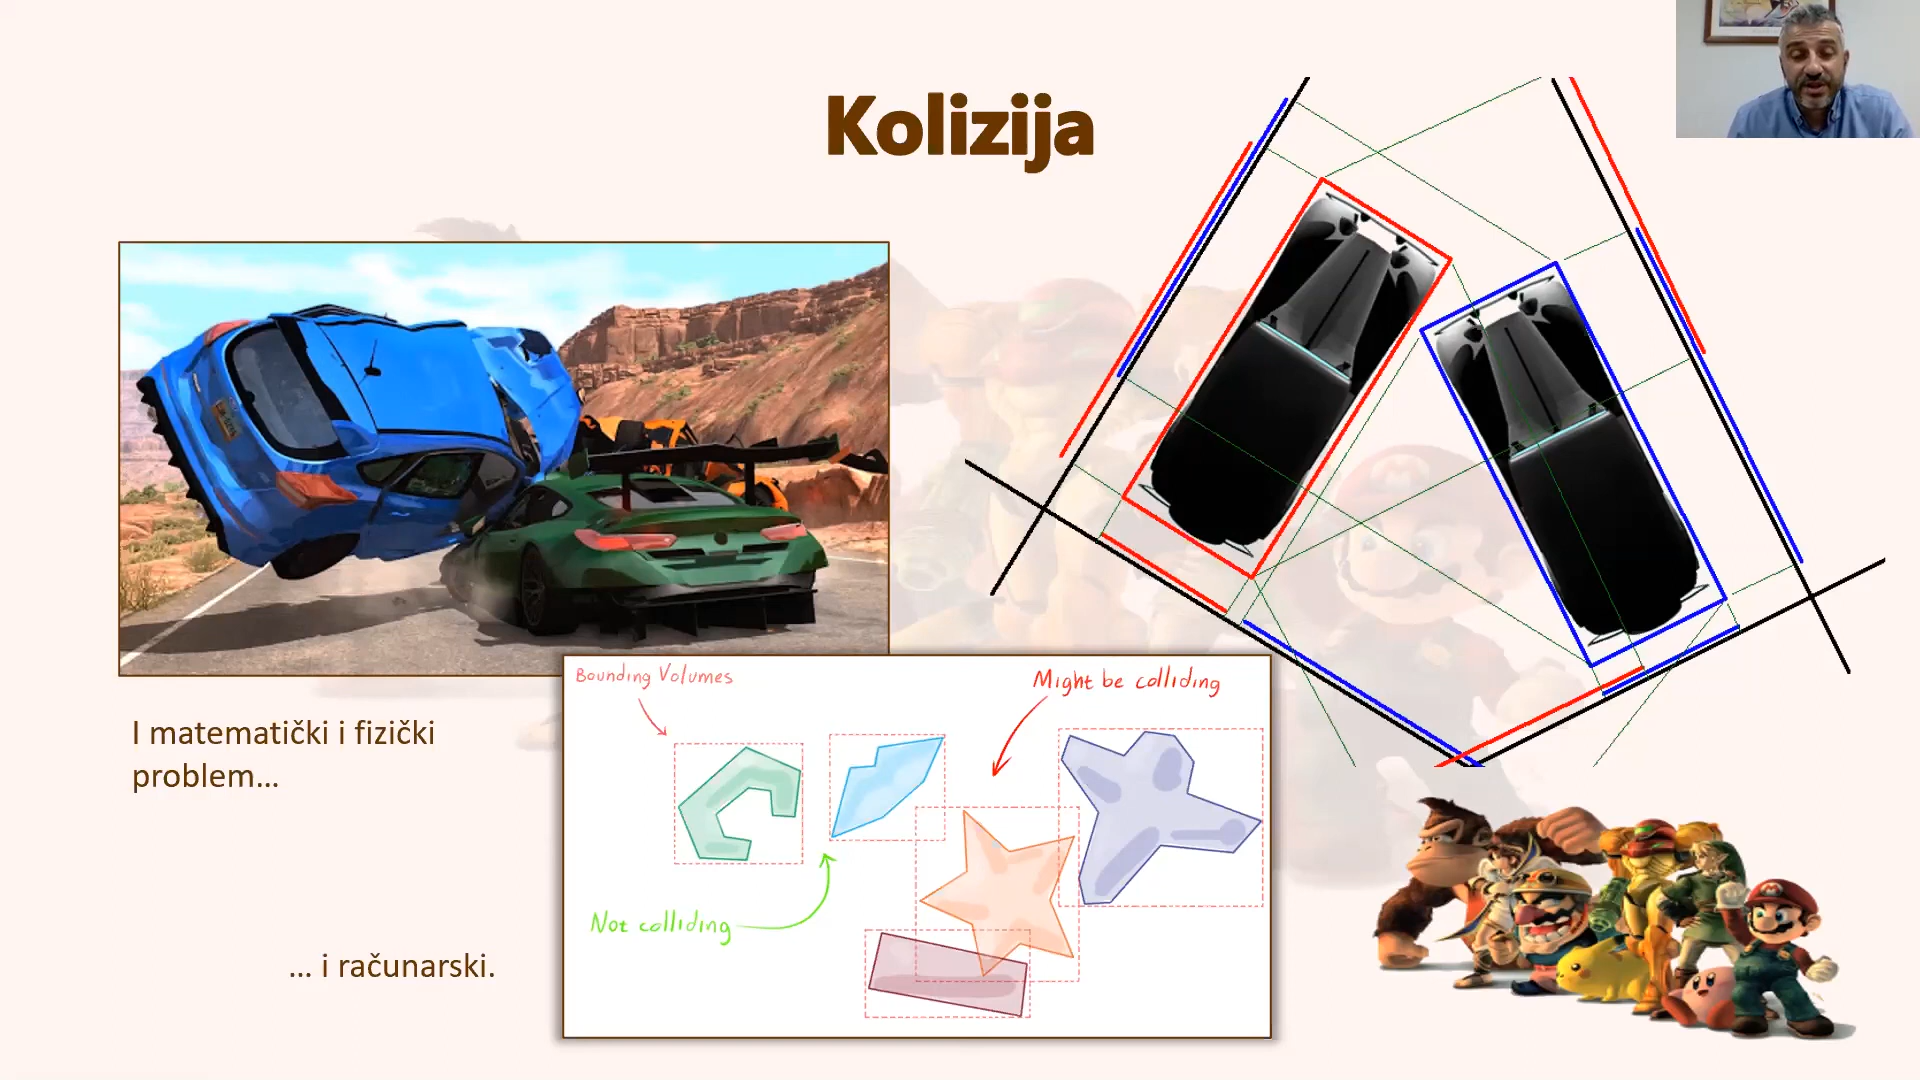 Kolizija
I matematički i fizički
problem...
... i računarski.
Bounding Volumes
Might be colliding
Not colliding